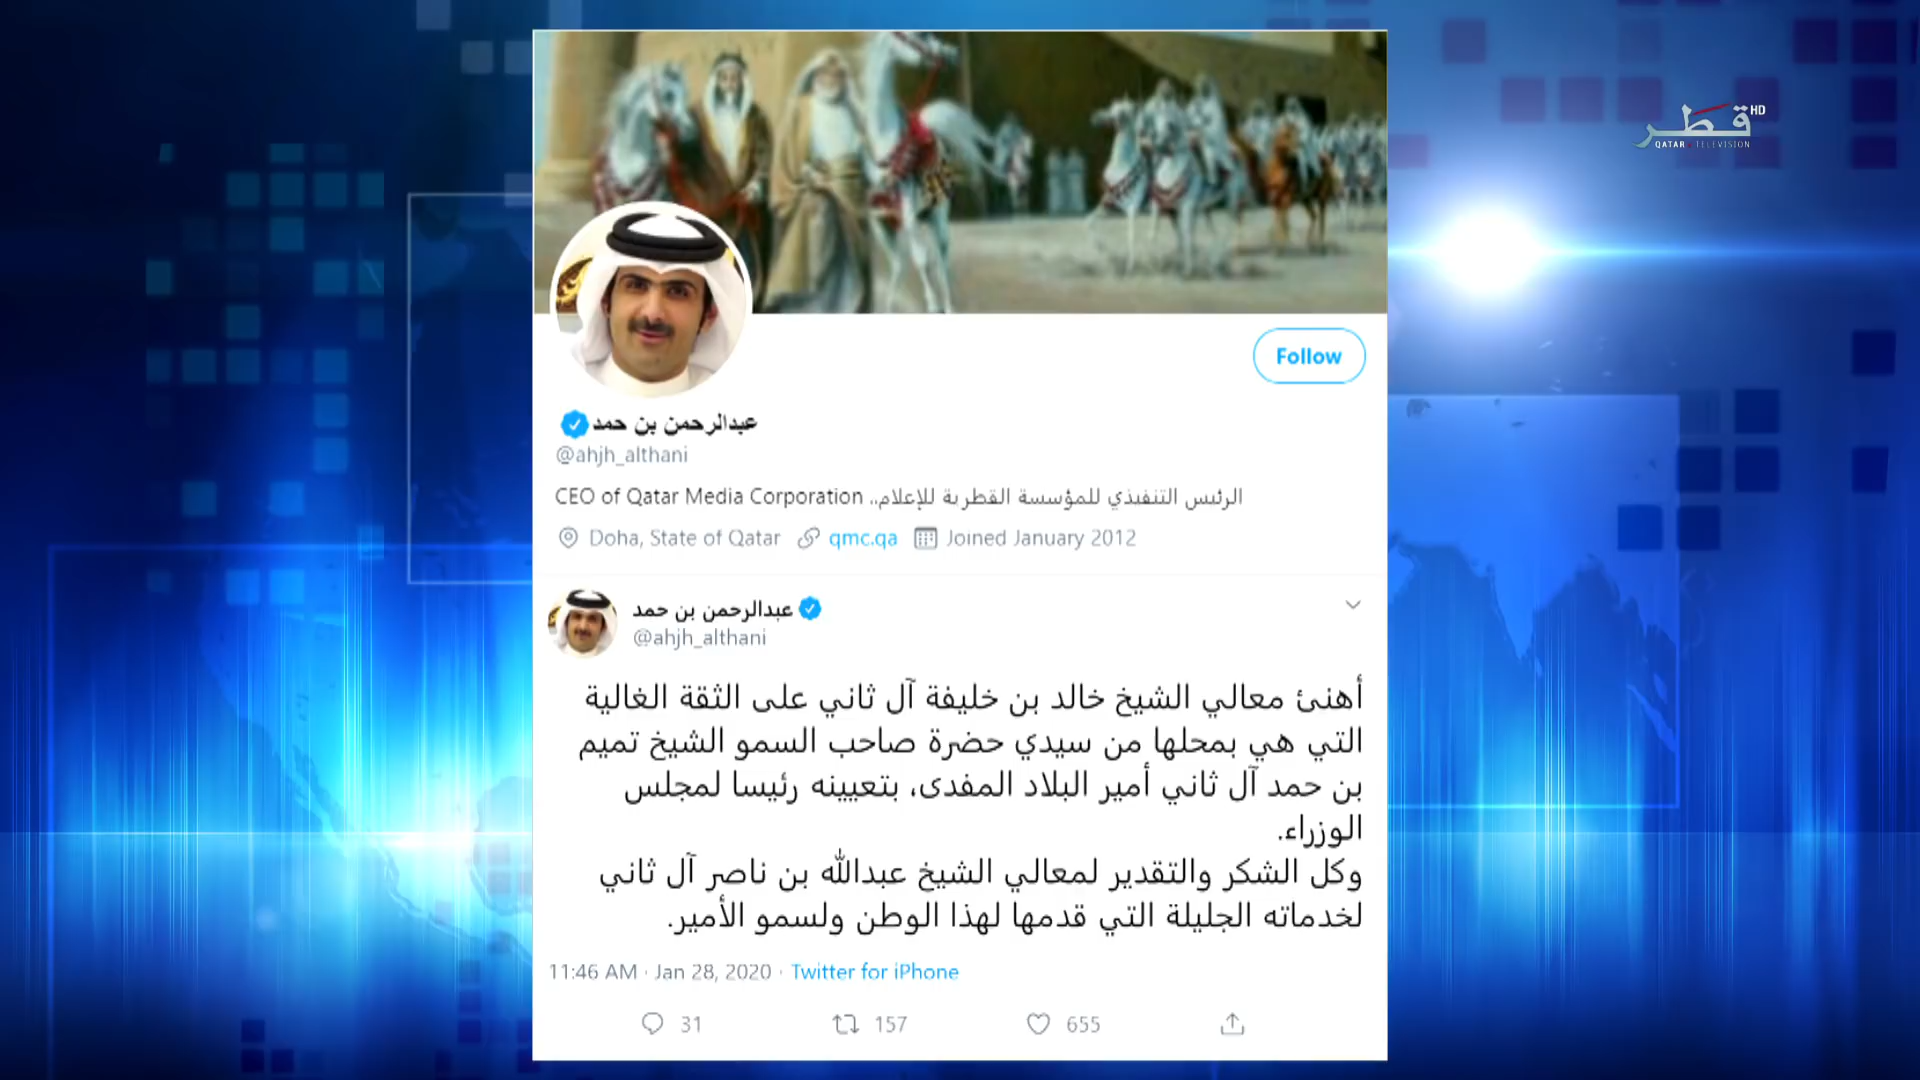 قطر HD
QATAR TELEVISION
Follow
عبدالرحمن بن حمد
@ahjh_althani
CEO of Qatar Media Corporation ..الرئيس التنفيذي للمؤسسة القطرية للإعلام
Doha, State of Qatar qmc.qa Joined January 2012
عبدالرحمن بن حمد
@ahjh_althani
أهنئ معالي الشيخ خالد بن خليفة آل ثاني على الثقة الغالية
التي هي بمحلها من سيدي حضرة صاحب السمو الشيخ تميم
بن حمد آل ثاني أمير البلاد المفدى، بتعيينه رئيسا لمجلس
الوزراء.
وكل الشكر والتقدير لمعالي الشيخ عبدالله بن ناصر آل ثاني
لخدماته الجليلة التي قدمها لهذا الوطن ولسمو الأمير.
11:46 AM · Jan 28, 2020 · Twitter for iPhone
31 157 655